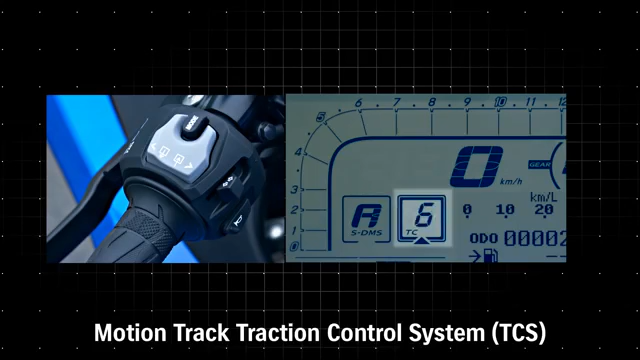 MODE
5 6 7 8 9 10 11 12
4
3
2
1
0
0 km/h
GEAR
A
S-DMS
6
TC
km/L
0 10 20
ODO 00002
Motion Track Traction Control System (TCS)